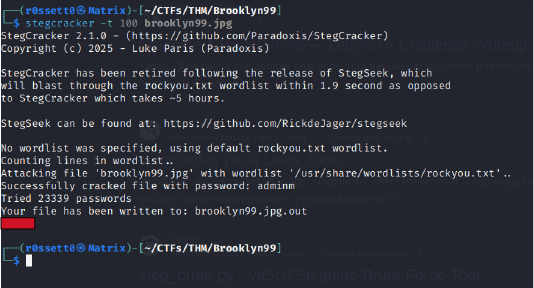 (r0ssett0㉿Matrix)-[~/CTFs/THM/Brooklyn99]
$ stegcracker -t 100 brooklyn99.jpg
StegCracker 2.1.0 - (https://github.com/Paradoxis/StegCracker)
Copyright (c) 2025 - Luke Paris (Paradoxis)
StegCracker has been retired following the release of StegSeek, which
will blast through the rockyou.txt wordlist within 1.9 second as opposed
to StegCracker which takes ~5 hours.
StegSeek can be found at: https://github.com/RickdeJager/stegseek
No wordlist was specified, using default rockyou.txt wordlist.
Counting lines in wordlist..
Attacking file 'brooklyn99.jpg' with wordlist '/usr/share/wordlists/rockyou.txt'..
Successfully cracked file with password: adminm
Tried 23339 passwords
Your file has been written to: brooklyn99.jpg.out
(r0ssett0㉿Matrix)-[~/CTFs/THM/Brooklyn99]
$